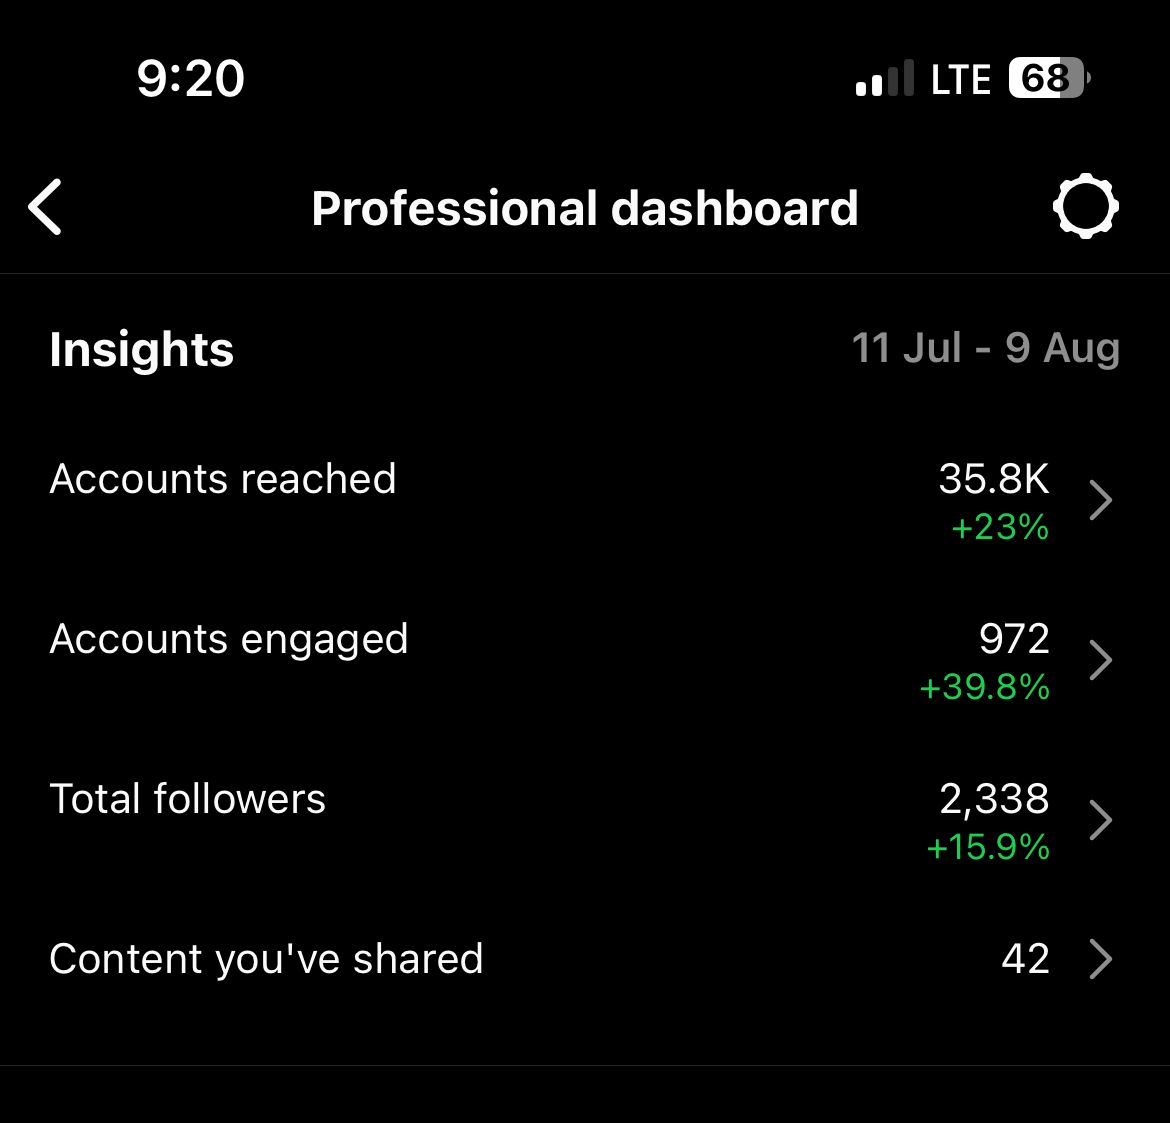 9:20
LTE 68
Professional dashboard
Insights
11 Jul - 9 Aug
Accounts reached
35.8K
+23%
Accounts engaged
972
+39.8%
Total followers
2,338
+15.9%
Content you've shared
42